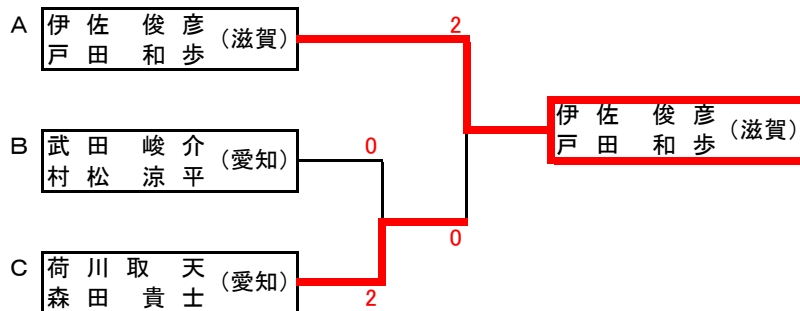 A 伊佐 俊彦 (滋賀) 2
戸田 和歩
伊佐 俊彦 (滋賀)
戸田 和歩
B 武田 峻介 (愛知) 0
村松 涼平
0
C 荷川取 天 (愛知) 2
森田 貴士